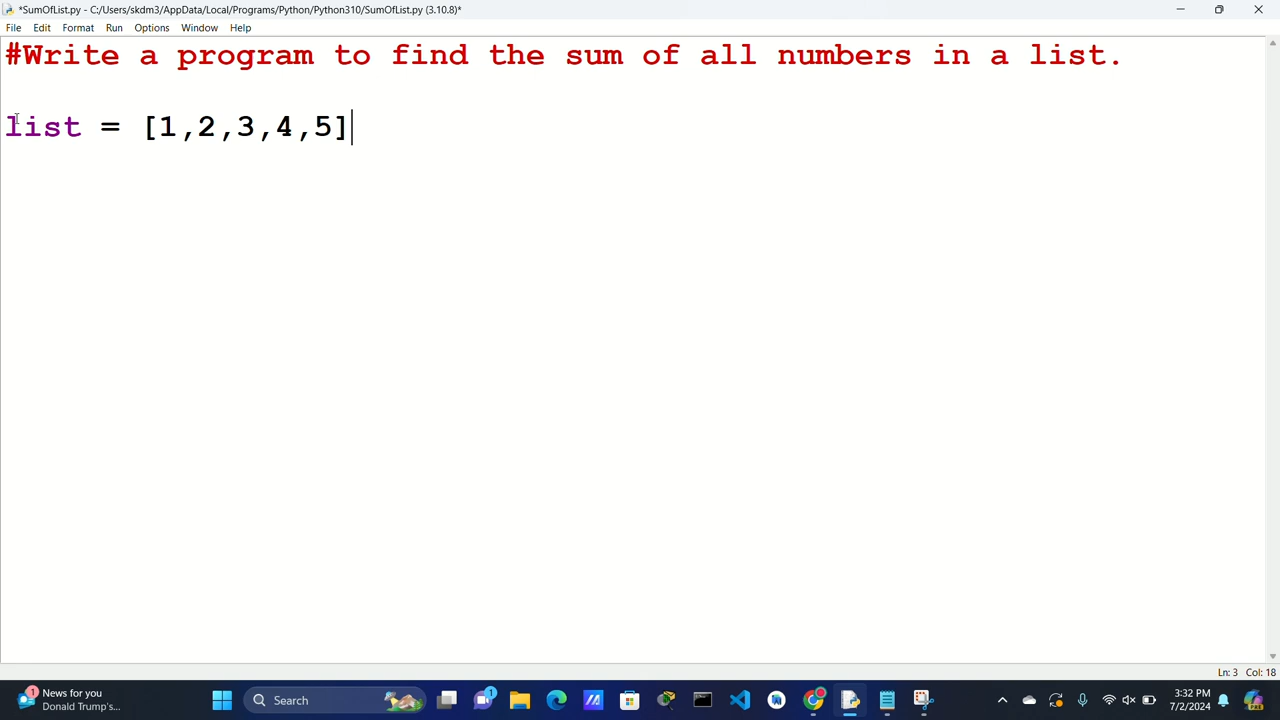 *SumOfList.py - C:/Users/skdm3/AppData/Local/Programs/Python/Python310/SumOfList.py (3.10.8)*
File Edit Format Run Options Window Help
#Write a program to find the sum of all numbers in a list.
list = [1,2,3,4,5]
Ln: 3 Col: 18
1
News for you
Donald Trump's...
Search
1
3:32 PM
7/2/2024